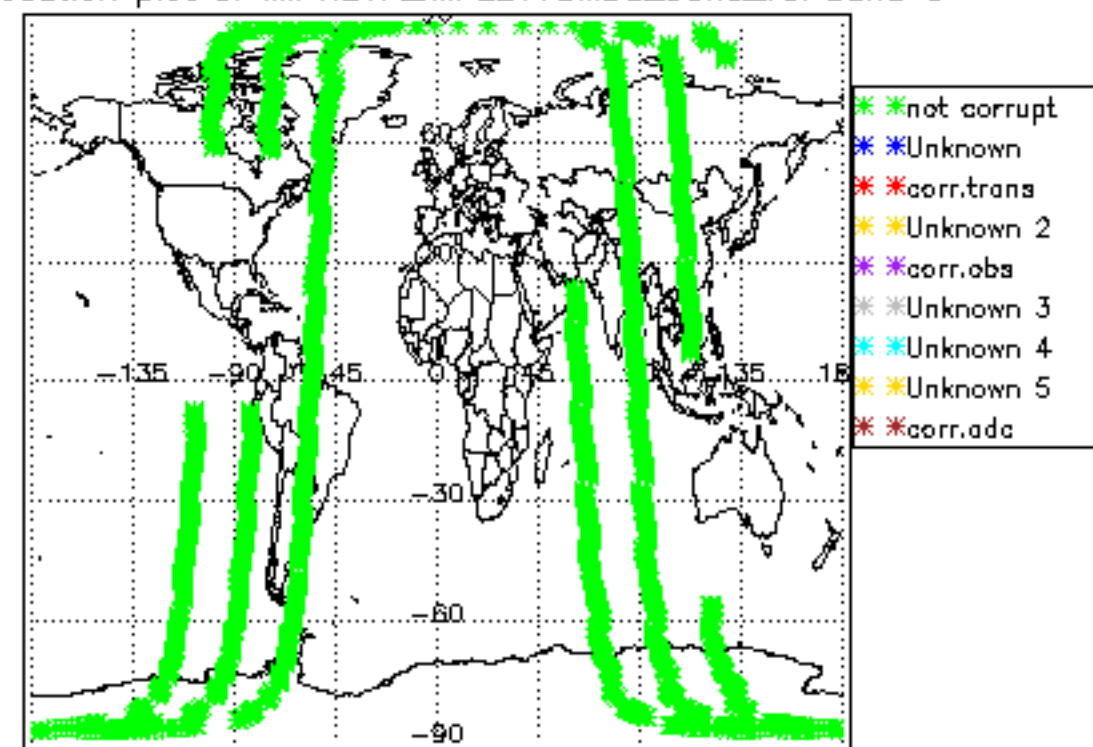 not corrupt
Unknown
corr.trans
Unknown 2
corr.obs
Unknown 3
Unknown 4
Unknown 5
corr.adc
60
-135 -90 45 0 45 135 18
-30
-60
-90